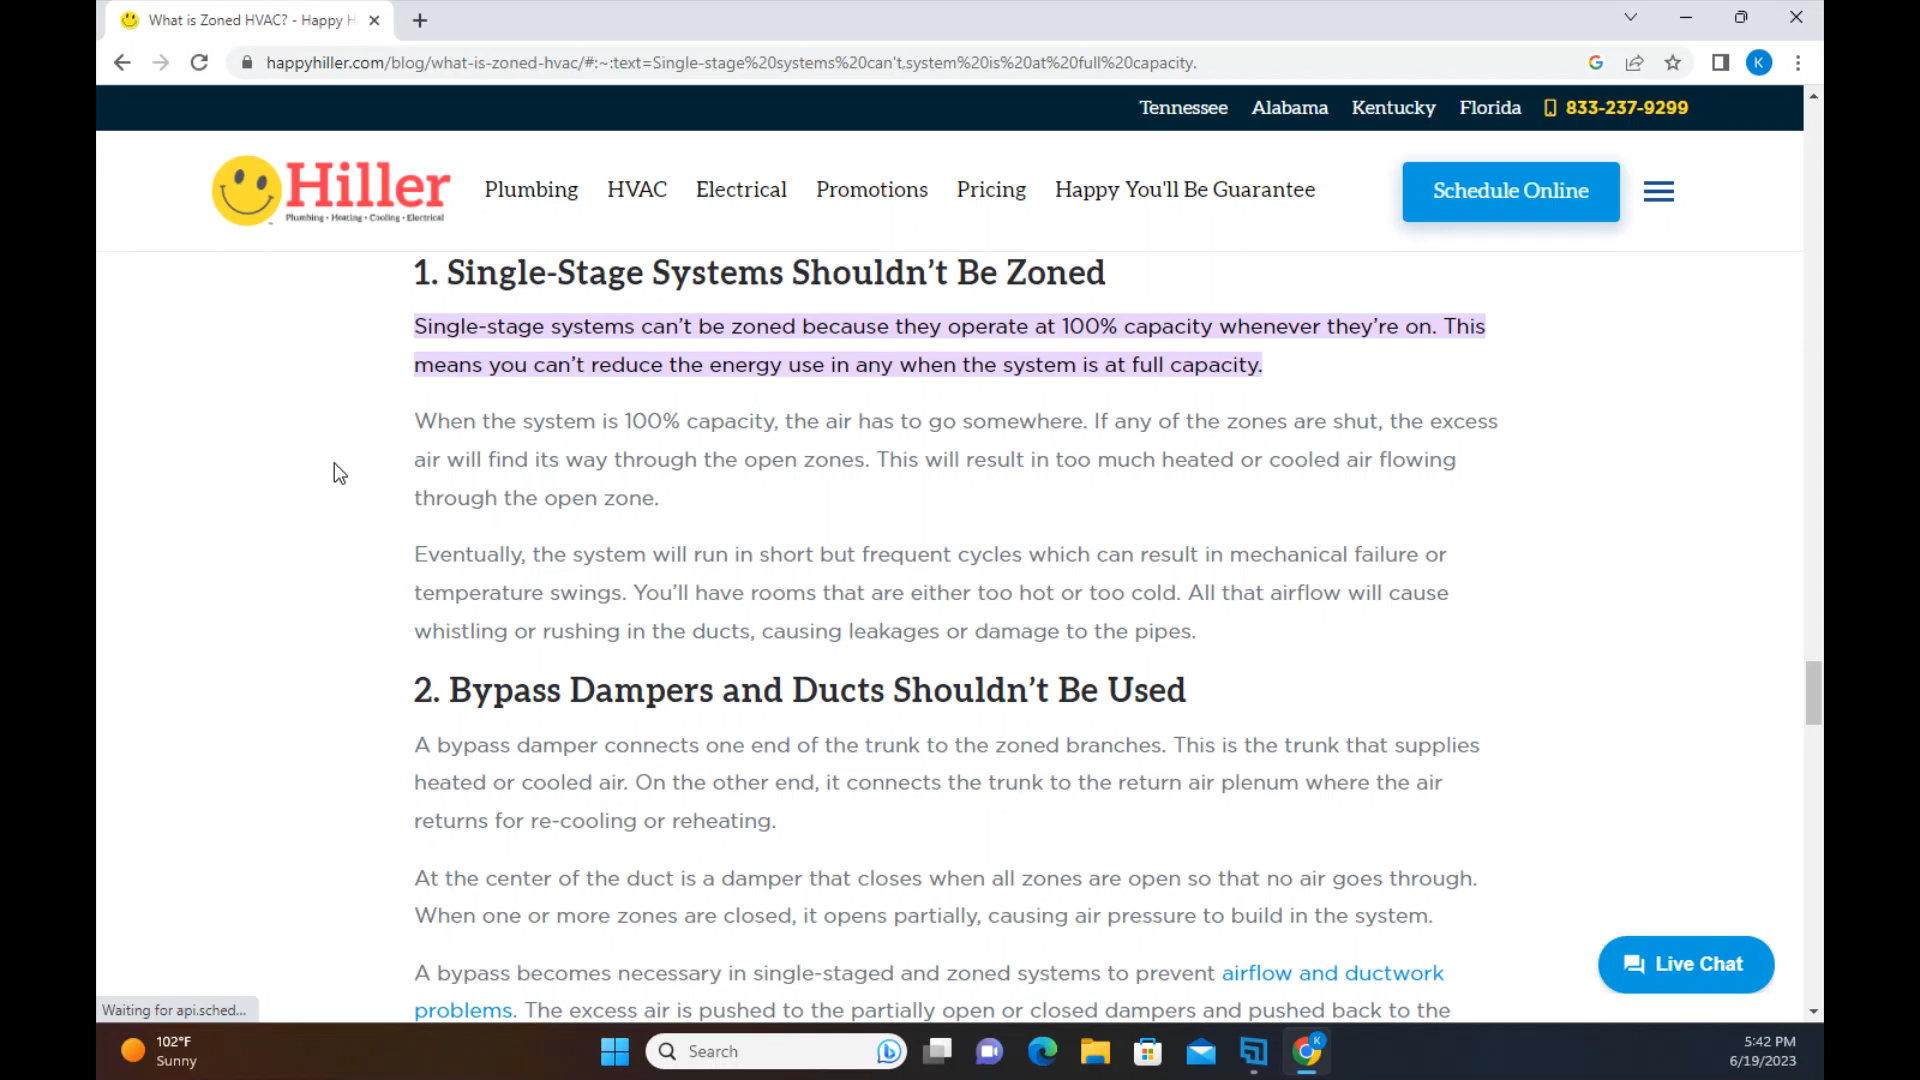 What is Zoned HVAC? - Happy H
happyhiller.com/blog/what-is-zoned-hvac/#:~:text=Single-stage%20systems%20can't,system%20is%20at%20full%20capacity.
K
Tennessee Alabama Kentucky Florida 833-237-9299
Hiller
Plumbing • Heating • Cooling • Electrical
Plumbing HVAC Electrical Promotions Pricing Happy You'll Be Guarantee Schedule Online
1. Single-Stage Systems Shouldn’t Be Zoned
Single-stage systems can’t be zoned because they operate at 100% capacity whenever they’re on. This
means you can’t reduce the energy use in any when the system is at full capacity.
When the system is 100% capacity, the air has to go somewhere. If any of the zones are shut, the excess
air will find its way through the open zones. This will result in too much heated or cooled air flowing
through the open zone.
Eventually, the system will run in short but frequent cycles which can result in mechanical failure or
temperature swings. You’ll have rooms that are either too hot or too cold. All that airflow will cause
whistling or rushing in the ducts, causing leakages or damage to the pipes.
2. Bypass Dampers and Ducts Shouldn’t Be Used
A bypass damper connects one end of the trunk to the zoned branches. This is the trunk that supplies
heated or cooled air. On the other end, it connects the trunk to the return air plenum where the air
returns for re-cooling or reheating.
At the center of the duct is a damper that closes when all zones are open so that no air goes through.
When one or more zones are closed, it opens partially, causing air pressure to build in the system.
A bypass becomes necessary in single-staged and zoned systems to prevent airflow and ductwork
problems. The excess air is pushed to the partially open or closed dampers and pushed back to the
Live Chat
Waiting for api.sched...
102°F
Sunny
Search
K
5:42 PM
6/19/2023